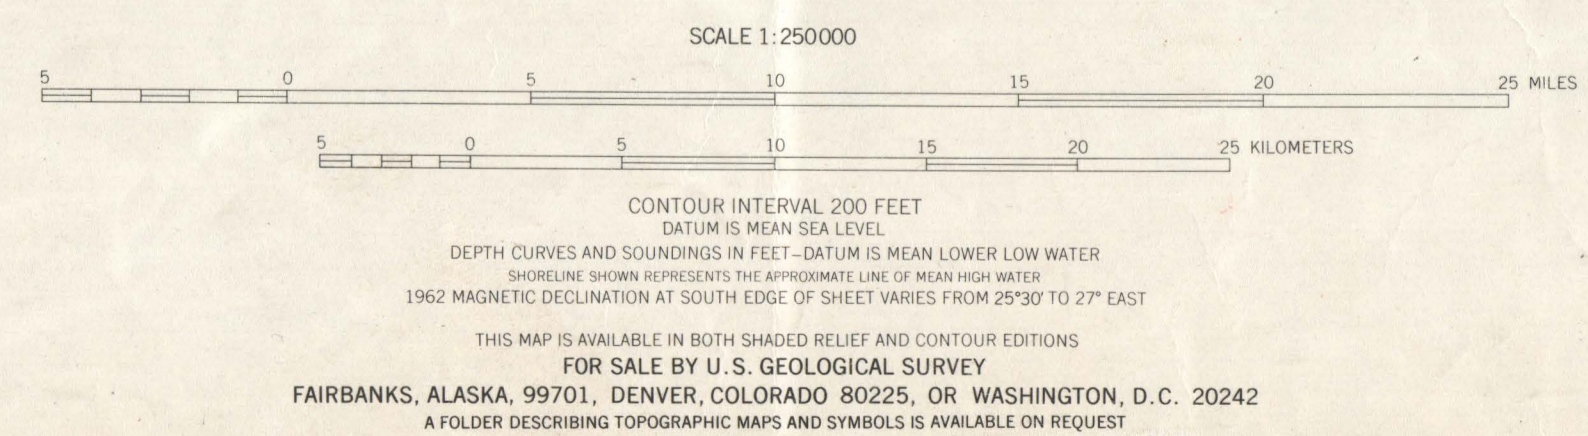 SCALE 1:250000
5 0 5 10 15 20 25 MILES
5 0 5 10 15 20 25 KILOMETERS
CONTOUR INTERVAL 200 FEET
DATUM IS MEAN SEA LEVEL
DEPTH CURVES AND SOUNDINGS IN FEET–DATUM IS MEAN LOWER LOW WATER
SHORELINE SHOWN REPRESENTS THE APPROXIMATE LINE OF MEAN HIGH WATER
1962 MAGNETIC DECLINATION AT SOUTH EDGE OF SHEET VARIES FROM 25°30′ TO 27° EAST
THIS MAP IS AVAILABLE IN BOTH SHADED RELIEF AND CONTOUR EDITIONS
FOR SALE BY U.S. GEOLOGICAL SURVEY
FAIRBANKS, ALASKA, 99701, DENVER, COLORADO 80225, OR WASHINGTON, D.C. 20242
A FOLDER DESCRIBING TOPOGRAPHIC MAPS AND SYMBOLS IS AVAILABLE ON REQUEST